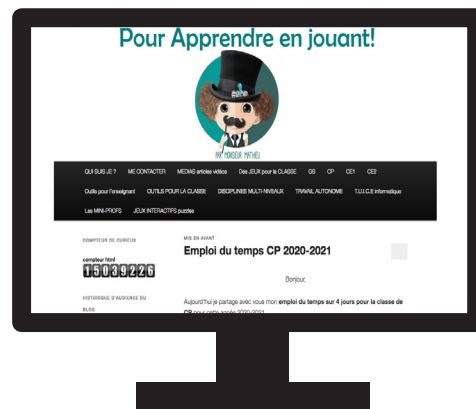 Pour Apprendre en jouant!
PAR MONSIEUR MATHIEU
QUI SUIS JE ? ME CONTACTER MEDIAS articles vidéos Des JEUX pour la CLASSE GS CP CE1 CE2
Outils pour l'enseignant OUTILS POUR LA CLASSE DISCIPLINES MULTI-NIVEAUX TRAVAIL AUTONOME T.U.I.C.E informatique
Les MINI-PROFS JEUX INTERACTIFS puzzles
COMPTEUR DE CURIEUX
compteur html
15039226
HISTORIQUE D'AUDIENCE DU
BLOG
MIS EN AVANT
Emploi du temps CP 2020-2021
Bonjour,
Aujourd'hui je partage avec vous mon emploi du temps sur 4 jours pour la classe de
CP pour cette année 2020-2021